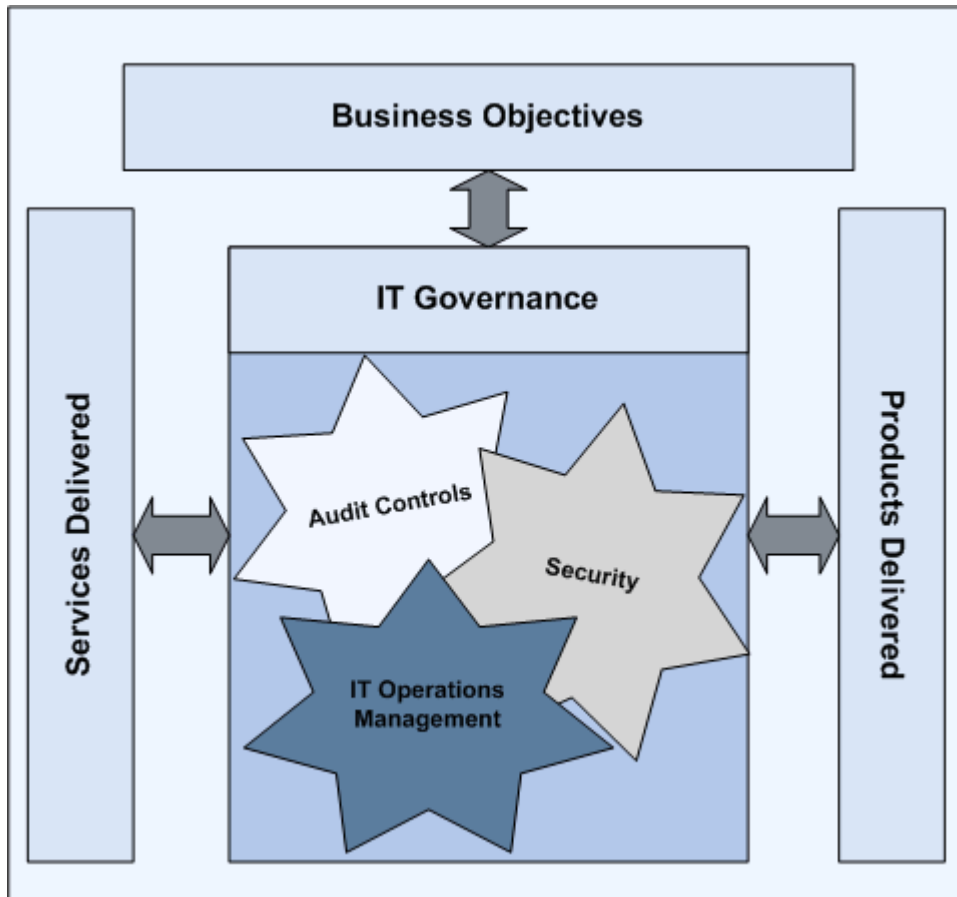 Business Objectives
IT Governance
Services Delivered
Audit Controls
Security
IT Operations
Management
Products Delivered